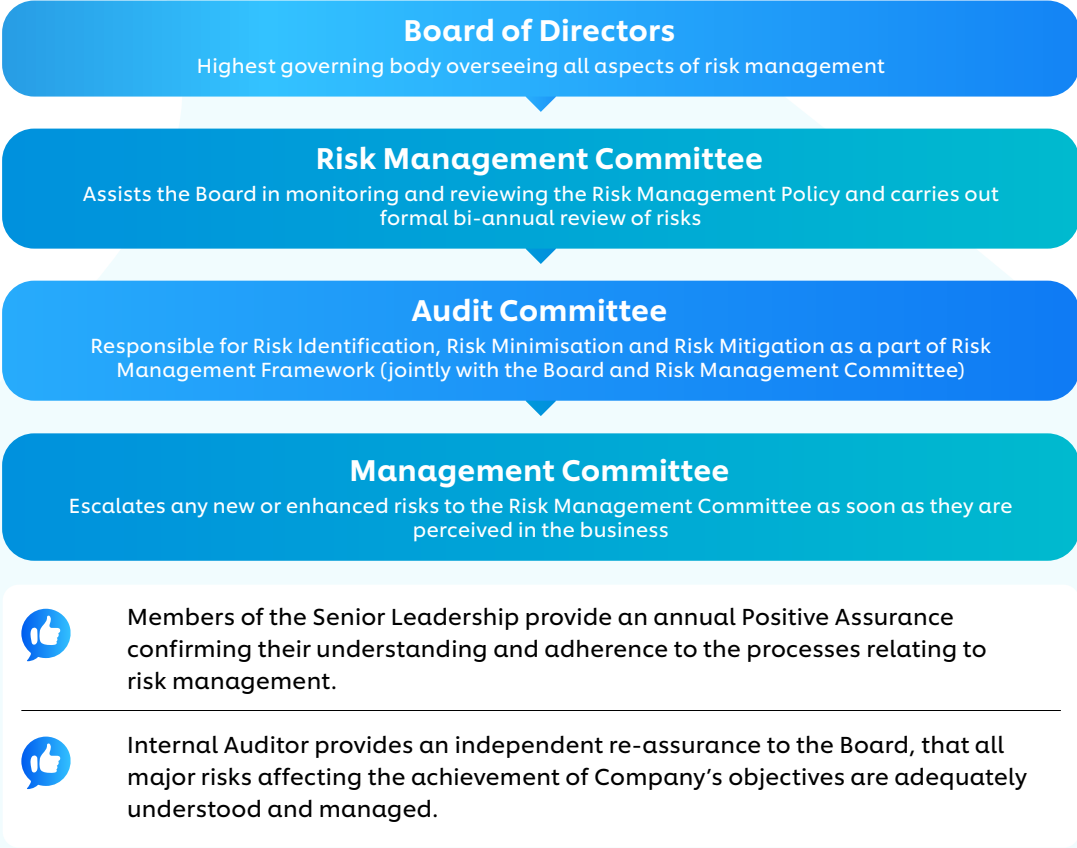 Board of Directors
Highest governing body overseeing all aspects of risk management
Risk Management Committee
Assists the Board in monitoring and reviewing the Risk Management Policy and carries out
formal bi-annual review of risks
Audit Committee
Responsible for Risk Identification, Risk Minimisation and Risk Mitigation as a part of Risk
Management Framework (jointly with the Board and Risk Management Committee)
Management Committee
Escalates any new or enhanced risks to the Risk Management Committee as soon as they are
perceived in the business
Members of the Senior Leadership provide an annual Positive Assurance
confirming their understanding and adherence to the processes relating to
risk management.
Internal Auditor provides an independent re-assurance to the Board, that all
major risks affecting the achievement of Company’s objectives are adequately
understood and managed.